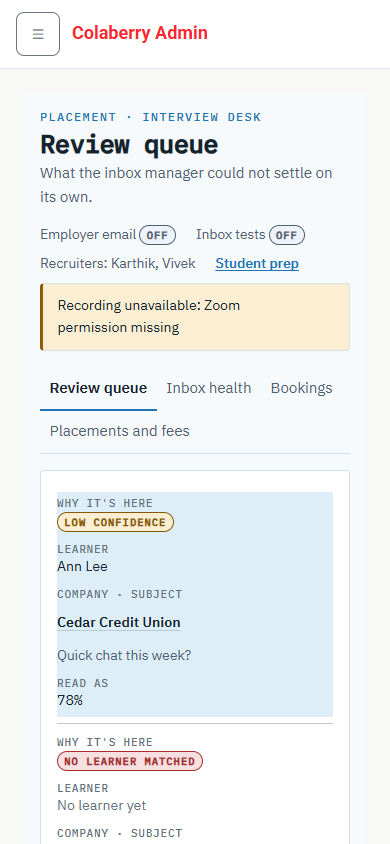 ☰ Colaberry Admin
PLACEMENT · INTERVIEW DESK
Review queue
What the inbox manager could not settle on
its own.
Employer email OFF Inbox tests OFF
Recruiters: Karthik, Vivek Student prep
Recording unavailable: Zoom
permission missing
Review queue Inbox health Bookings
Placements and fees
WHY IT'S HERE
LOW CONFIDENCE
LEARNER
Ann Lee
COMPANY · SUBJECT
Cedar Credit Union
Quick chat this week?
READ AS
78%
WHY IT'S HERE
NO LEARNER MATCHED
LEARNER
No learner yet
COMPANY · SUBJECT